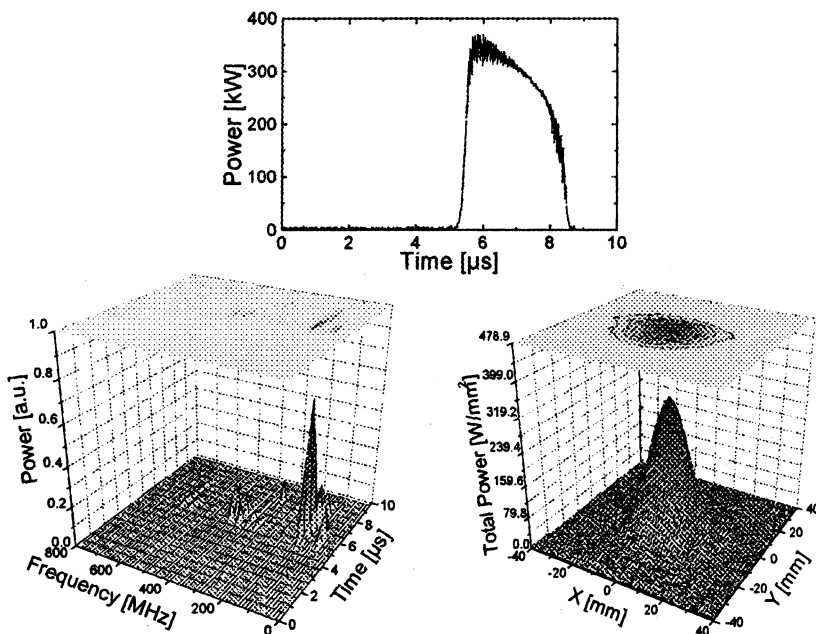 400
300
200
100
0
Power [kW]
0 2 4 6 8 10
Time [µs]
1.0
0.8
0.6
0.4
0.2
0.0
Power [a.u.]
800 600 400 200 0
Frequency [MHz]
0 2 4 6 8 10
Time [µs]
478.9
399.0
319.2
239.4
159.6
79.8
0.0
Total Power [W/mm²]
-40 -20 0 20 40
X [mm]
-40 -20 0 20 40
Y [mm]